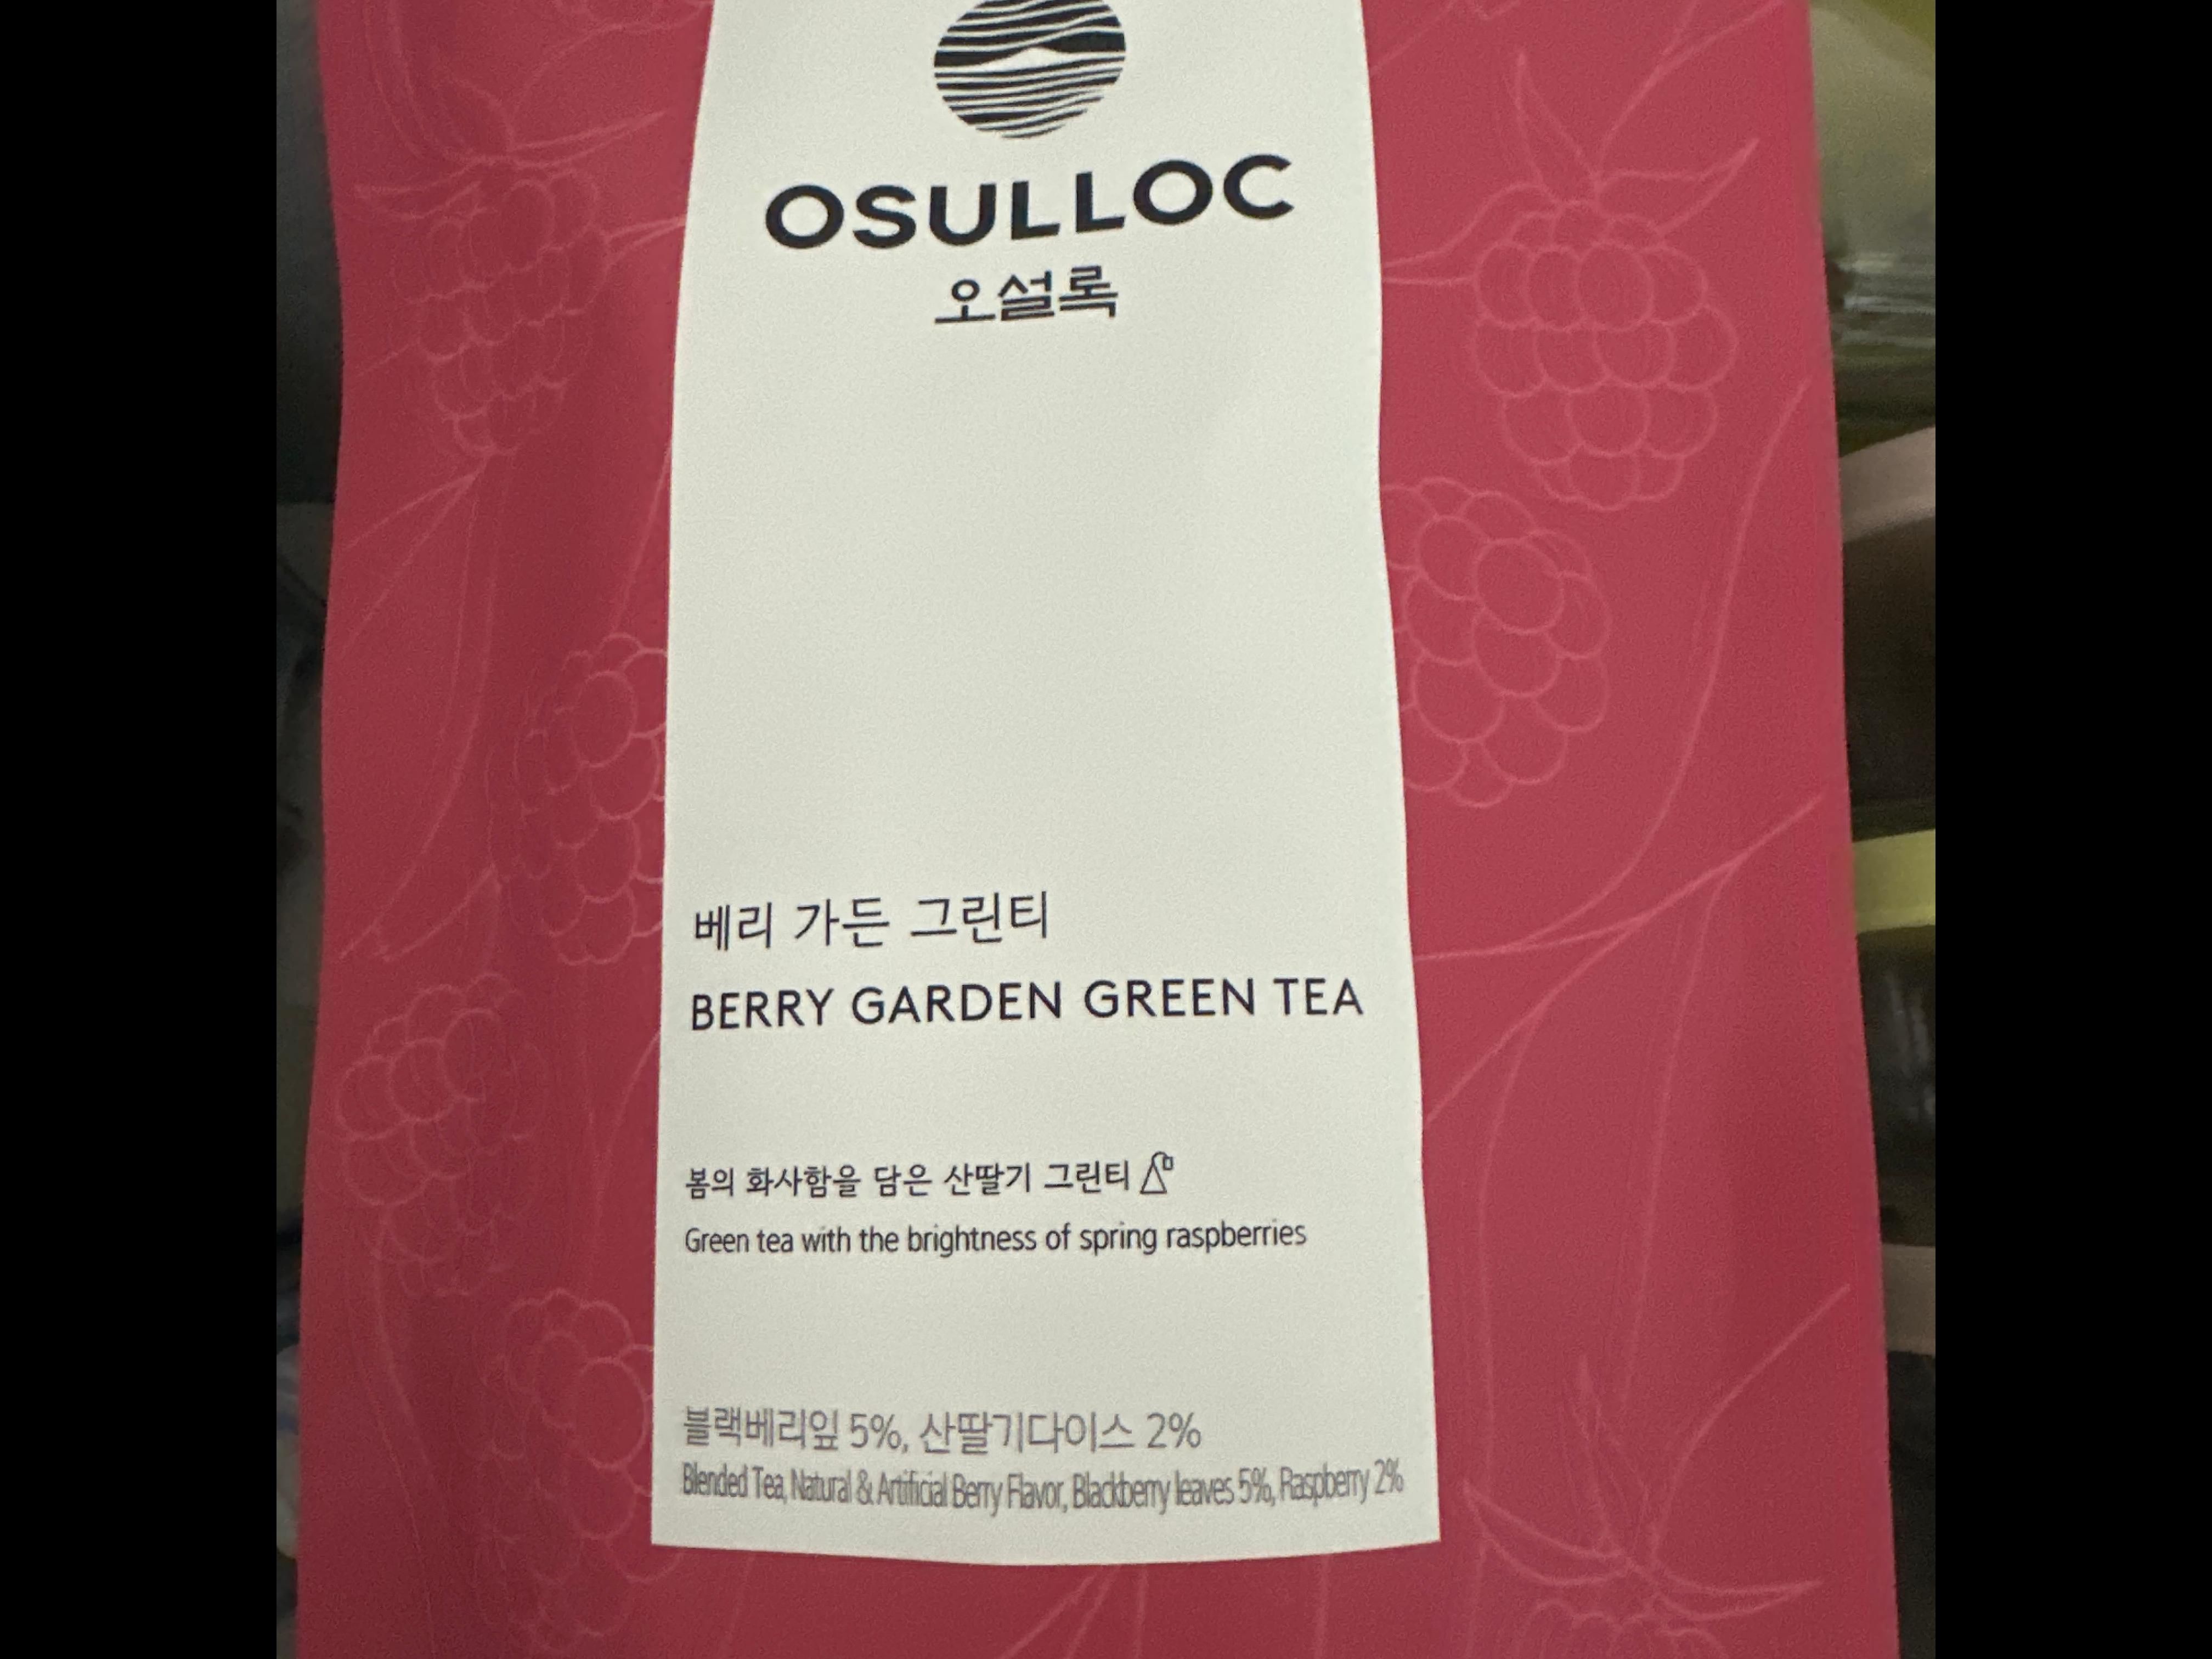 OSULLOC
오설록
베리 가든 그린티
BERRY GARDEN GREEN TEA
봄의 화사함을 담은 산딸기 그린티
Green tea with the brightness of spring raspberries
블랙베리잎 5%, 산딸기다이스 2%
Blended Tea, Natural & Artificial Berry Flavor, Blackberry leaves 5%, Raspberry 2%